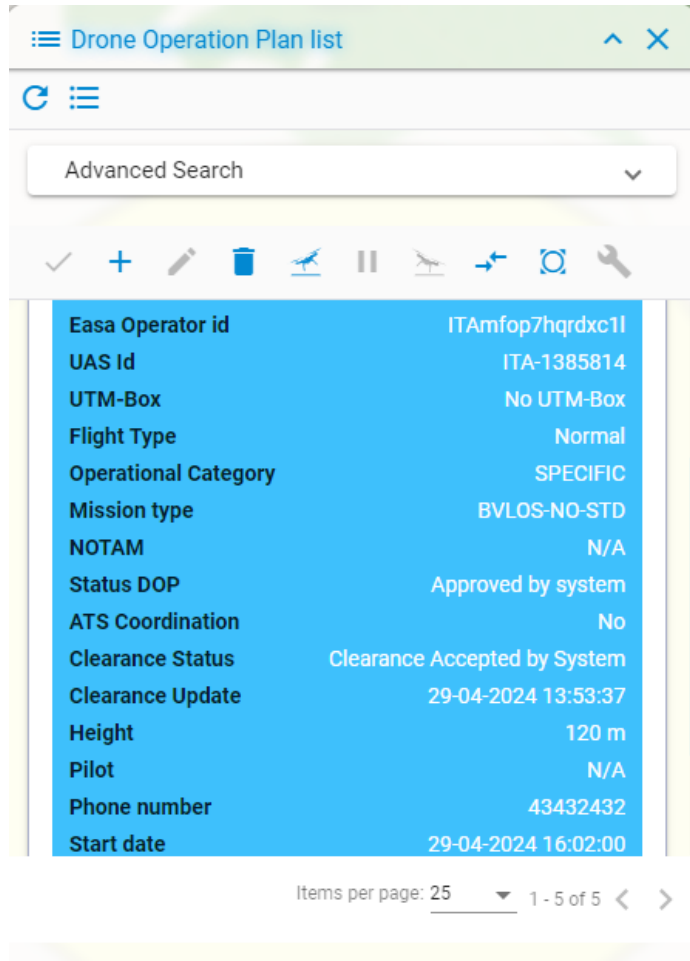 Drone Operation Plan list
Advanced Search
Easa Operator id ITAmfop7hqrdxc1l
UAS Id ITA-1385814
UTM-Box No UTM-Box
Flight Type Normal
Operational Category SPECIFIC
Mission type BVLOS-NO-STD
NOTAM N/A
Status DOP Approved by system
ATS Coordination No
Clearance Status Clearance Accepted by System
Clearance Update 29-04-2024 13:53:37
Height 120 m
Pilot N/A
Phone number 43432432
Start date 29-04-2024 16:02:00
Items per page: 25 1 - 5 of 5